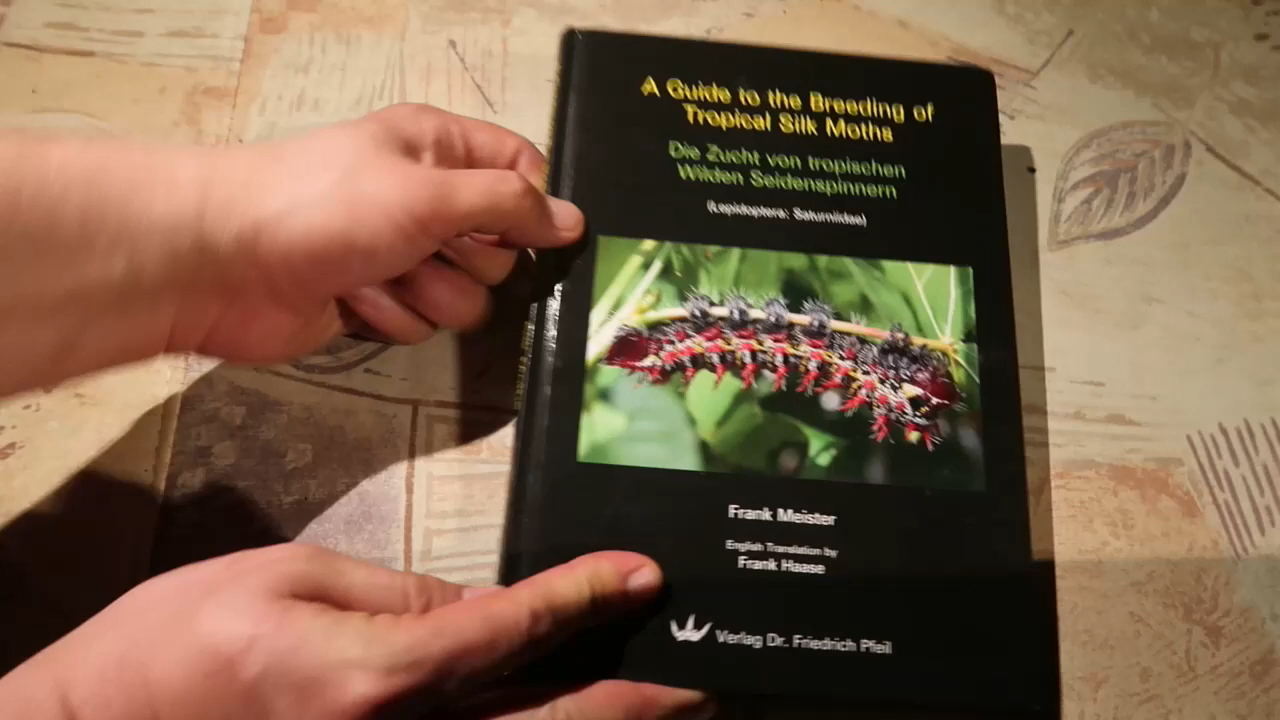 A Guide to the Breeding of
Tropical Silk Moths
Die Zucht von tropischen
Wilden Seidenspinnern
(Lepidoptera: Saturniidae)
Frank Meister
English Translation by
Frank Haase
Verlag Dr. Friedrich Pfeil